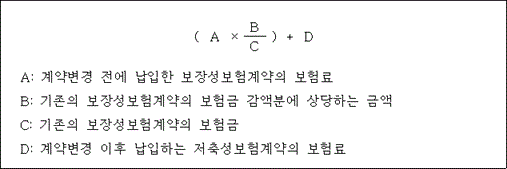 ( A × B/C ) + D
A: 계약변경 전에 납입한 보장성보험계약의 보험료
B: 기존의 보장성보험계약의 보험금 감액분에 상당하는 금액
C: 기존의 보장성보험계약의 보험금
D: 계약변경 이후 납입하는 저축성보험계약의 보험료